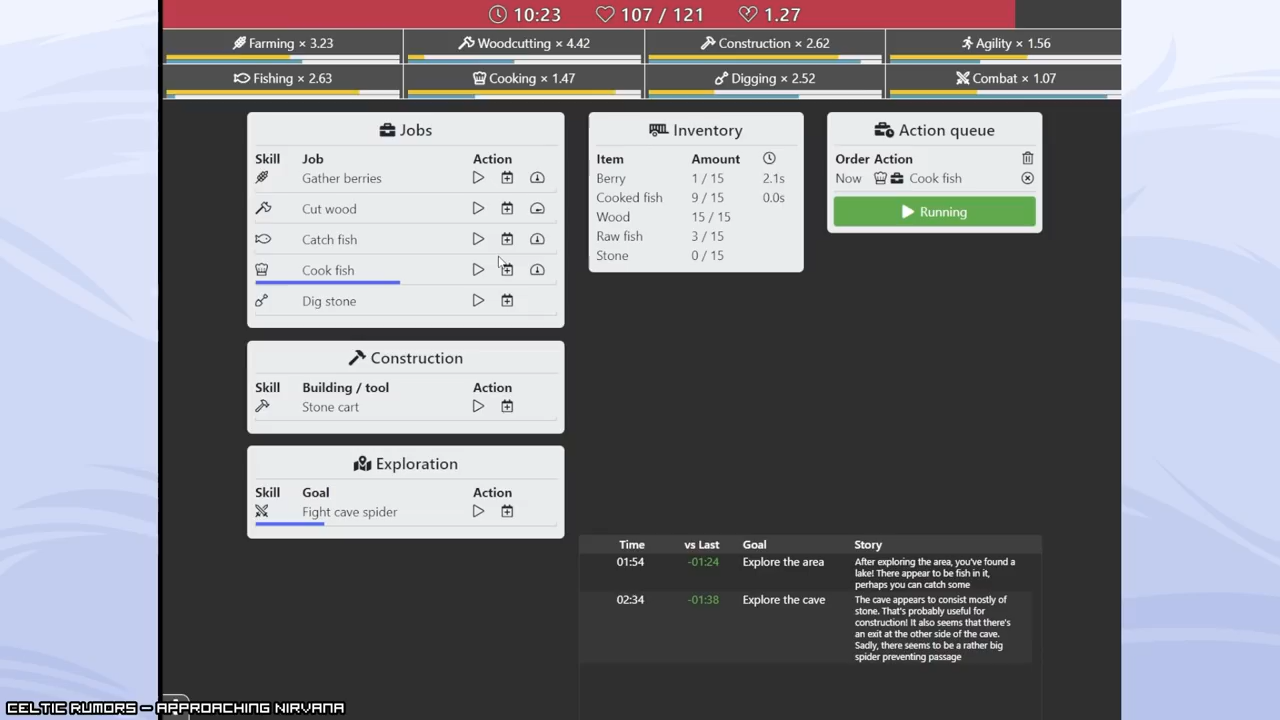 10:23 107 / 121 1.27
Farming × 3.23 Woodcutting × 4.42 Construction × 2.62 Agility × 1.56
Fishing × 2.63 Cooking × 1.47 Digging × 2.52 Combat × 1.07
Jobs
Skill Job Action
Gather berries
Cut wood
Catch fish
Cook fish
Dig stone
Construction
Skill Building / tool Action
Stone cart
Exploration
Skill Goal Action
Fight cave spider
Inventory
Item Amount
Berry 1 / 15 2.1s
Cooked fish 9 / 15 0.0s
Wood 15 / 15
Raw fish 3 / 15
Stone 0 / 15
Action queue
Order Action
Now Cook fish
Running
Time vs Last Goal Story
01:54 -01:24 Explore the area After exploring the area, you've found a
lake! There appear to be fish in it,
perhaps you can catch some
02:34 -01:38 Explore the cave The cave appears to consist mostly of
stone. That's probably useful for
construction! It also seems that there's
an exit at the other side of the cave.
Sadly, there seems to be a rather big
spider preventing passage
CELTIC RUMORS – APPROACHING NIRVANA